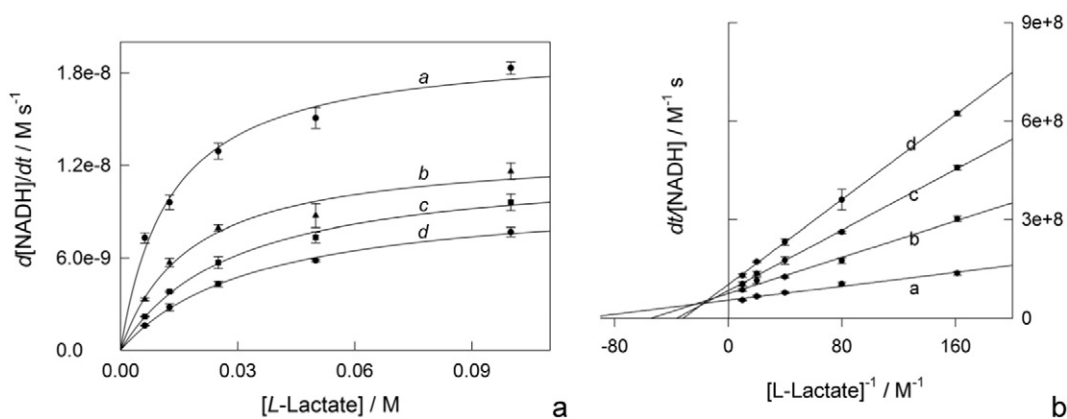 d[NADH]/dt / M s⁻¹
1.8e-8
1.2e-8
6.0e-9
0.0
a
b
c
d
0.00 0.03 0.06 0.09
[L-Lactate] / M
a
dt/[NADH] / M⁻¹ s
9e+8
6e+8
3e+8
0
d
c
b
a
-80 0 80 160
[L-Lactate]⁻¹ / M⁻¹
b